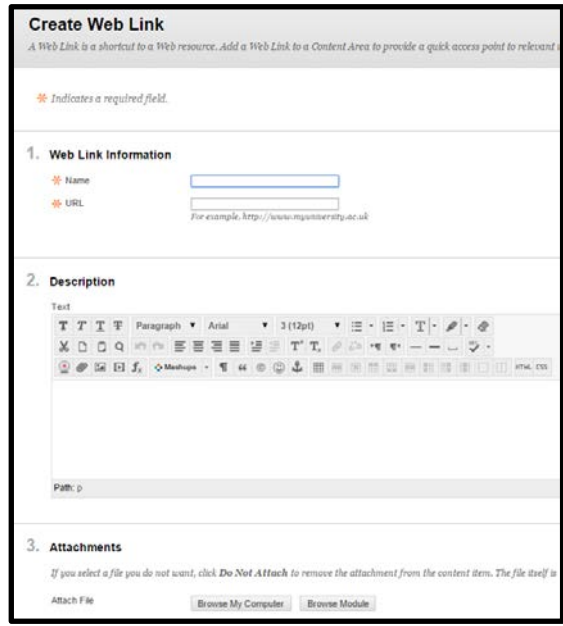 Create Web Link
A Web Link is a shortcut to a Web resource. Add a Web Link to a Content Area to provide a quick access point to relevant
Indicates a required field.
1. Web Link Information
Name
URL
For example, http://www.myuniversity.ac.uk
2. Description
Text
T T T T Paragraph Arial 3 (12pt) T
T T
fx Mashups ¶ “ © HTML CSS
Path: p
3. Attachments
If you select a file you do not want, click Do Not Attach to remove the attachment from the content item. The file itself is
Attach File Browse My Computer Browse Module